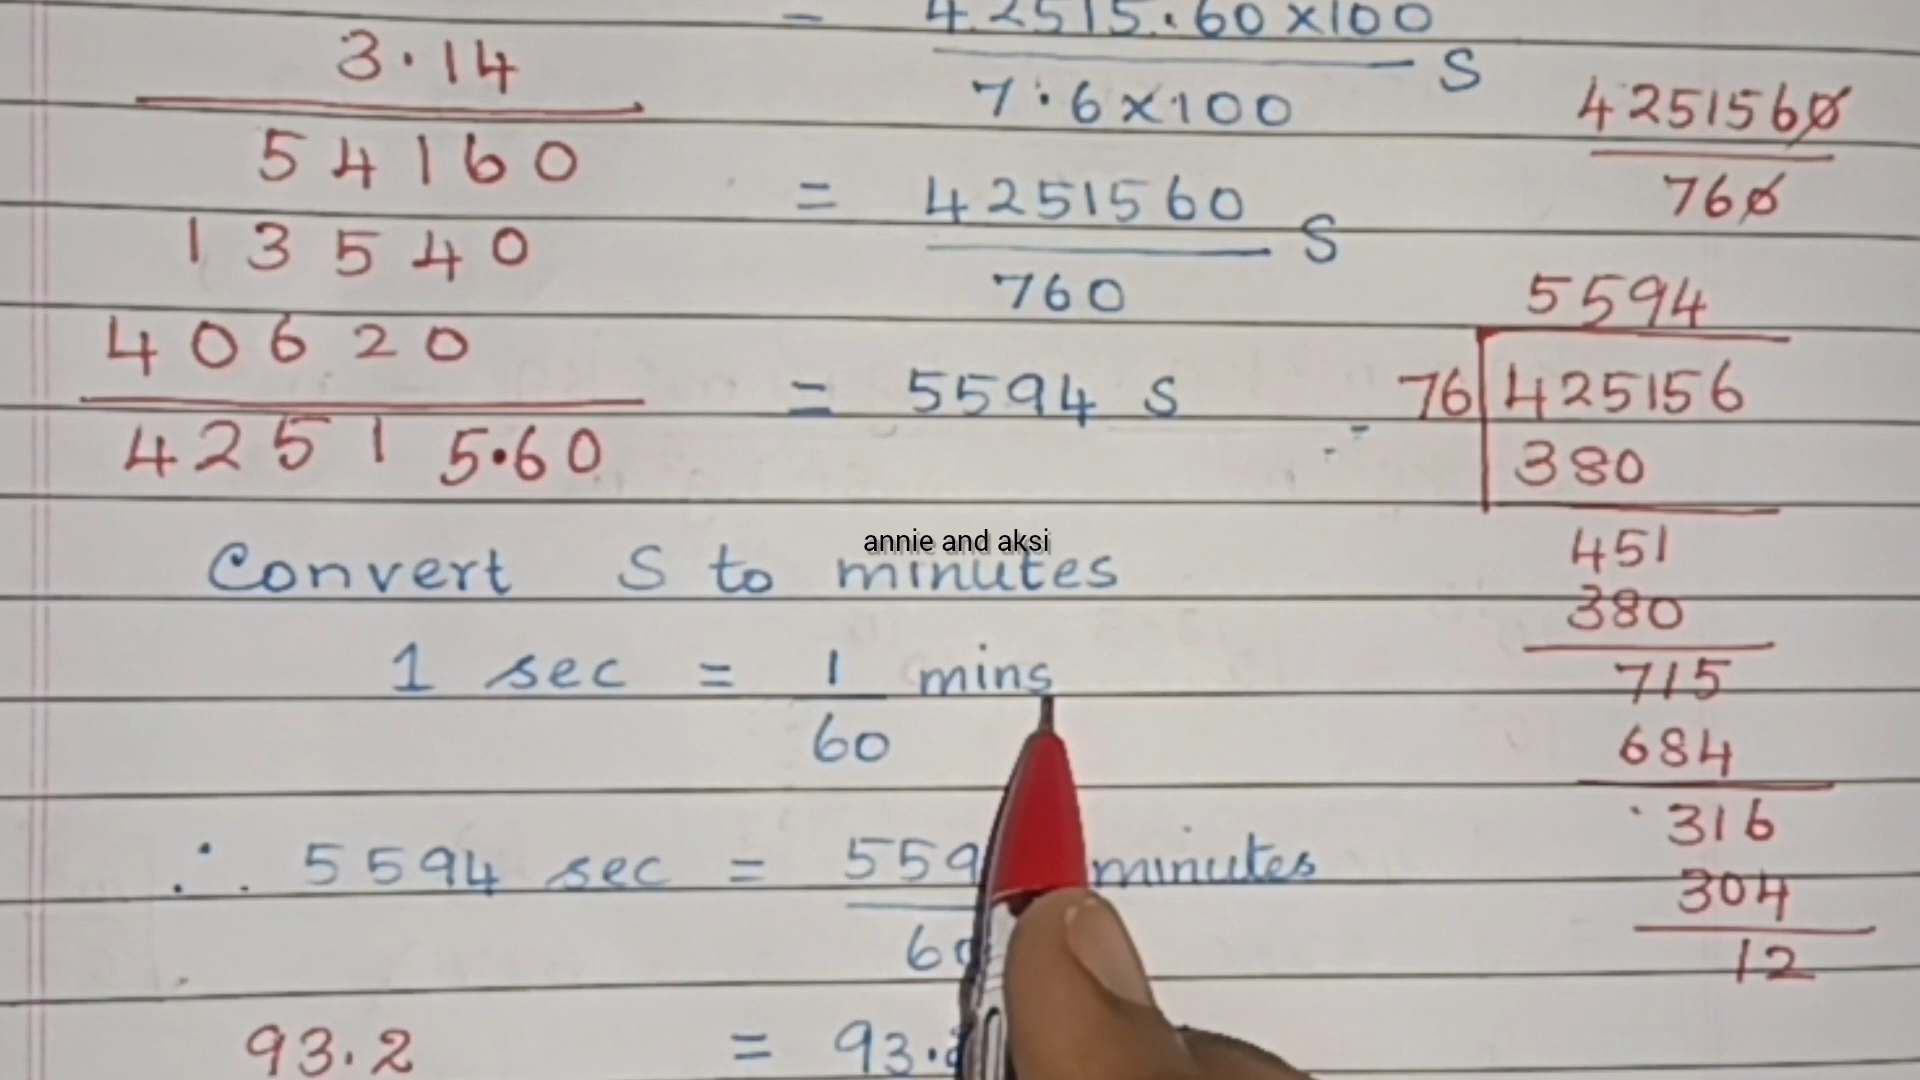 3.14
54160
13540
40620
42515.60
= 42515.60 x 100 S
7.6 x 100
= 4251560 S
760
= 5594 s
4251560
760
5594
76 425156
380
451
380
715
684
316
304
12
annie and aksi
Convert S to minutes
1 sec = 1 mins
60
∴ 5594 sec = 559 minutes
60
93.2 = 93.